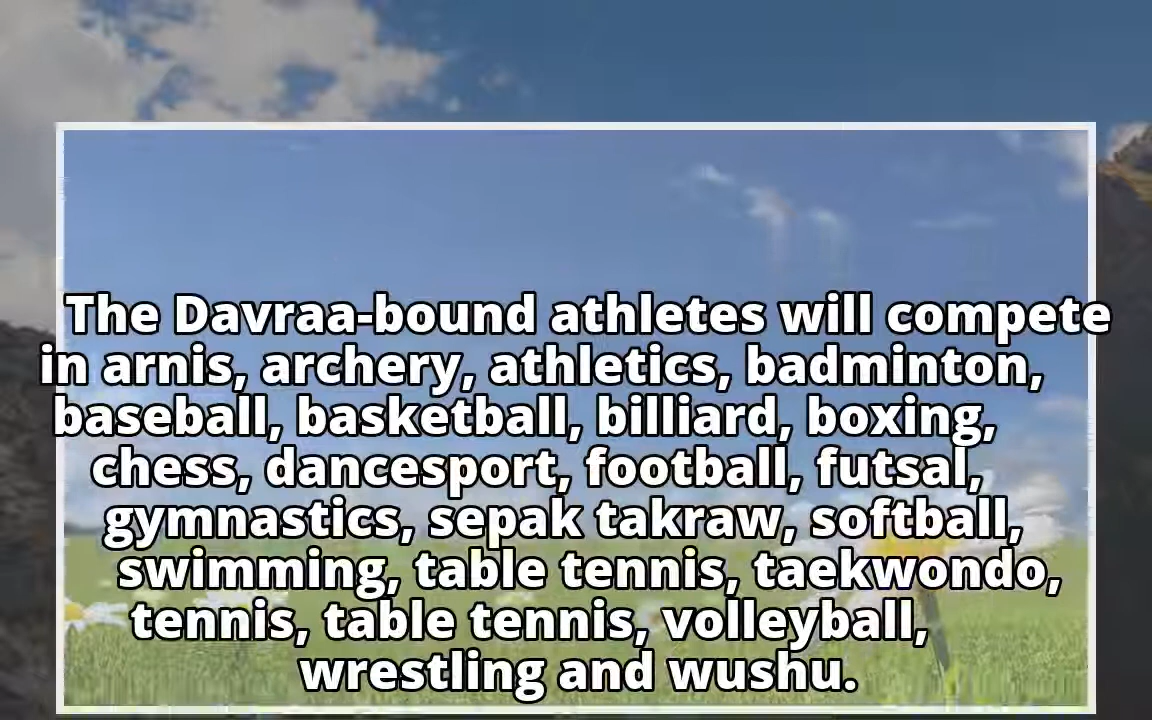 The Davraa-bound athletes will compete
in arnis, archery, athletics, badminton,
baseball, basketball, billiard, boxing,
chess, dancesport, football, futsal,
gymnastics, sepak takraw, softball,
swimming, table tennis, taekwondo,
tennis, table tennis, volleyball,
wrestling and wushu.